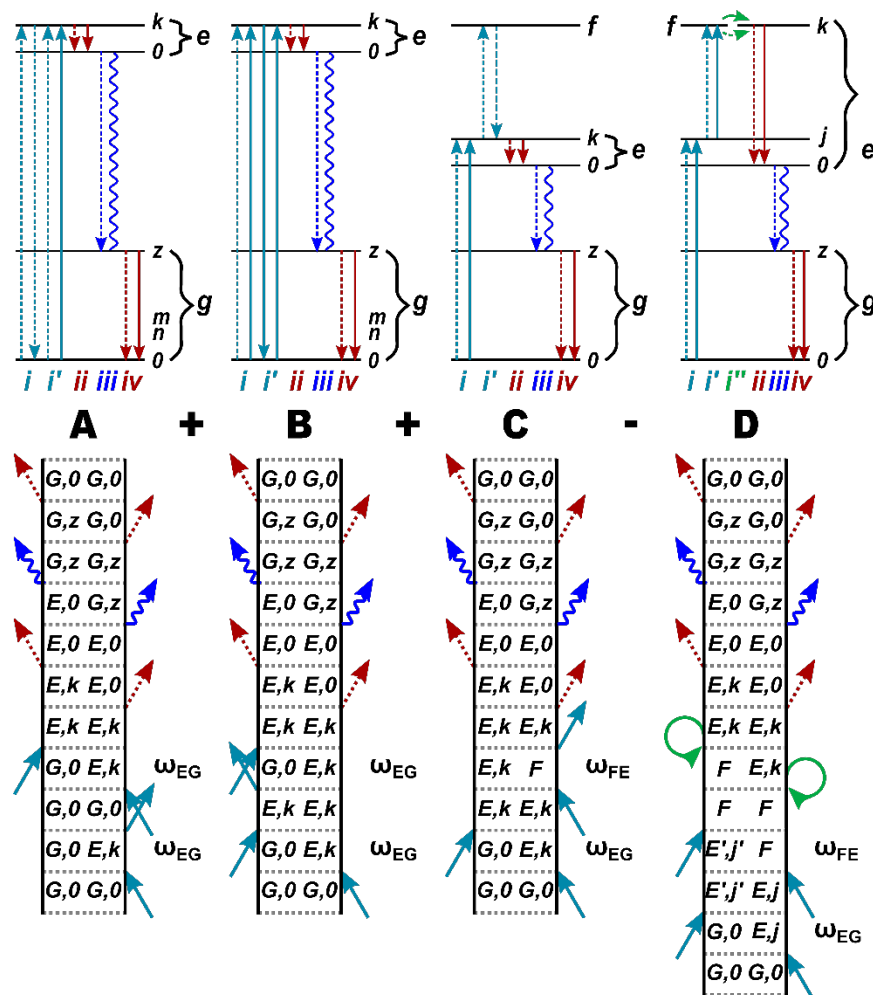 k e k e f f k
0 0
k e j e
0 0
z z z z
g g g g
m m
n n
0 0 0 0
i i' ii iii iv i i' ii iii iv i i' ii iii iv i i' i'' ii iii iv
A + B + C - D
G,0 G,0 G,0 G,0 G,0 G,0 G,0 G,0
G,z G,0 G,z G,0 G,z G,0 G,z G,0
G,z G,z G,z G,z G,z G,z G,z G,z
E,0 G,z E,0 G,z E,0 G,z E,0 G,z
E,0 E,0 E,0 E,0 E,0 E,0 E,0 E,0
E,k E,0 E,k E,0 E,k E,0 E,k E,0
E,k E,k E,k E,k E,k E,k E,k E,k
G,0 E,k ωEG G,0 E,k ωEG E,k F ωFE F E,k
G,0 G,0 E,k E,k E,k E,k F F
G,0 E,k ωEG G,0 E,k ωEG G,0 E,k ωEG E',j' F ωFE
G,0 G,0 G,0 G,0 G,0 G,0 E',j' E,j
G,0 E,j ωEG
G,0 G,0